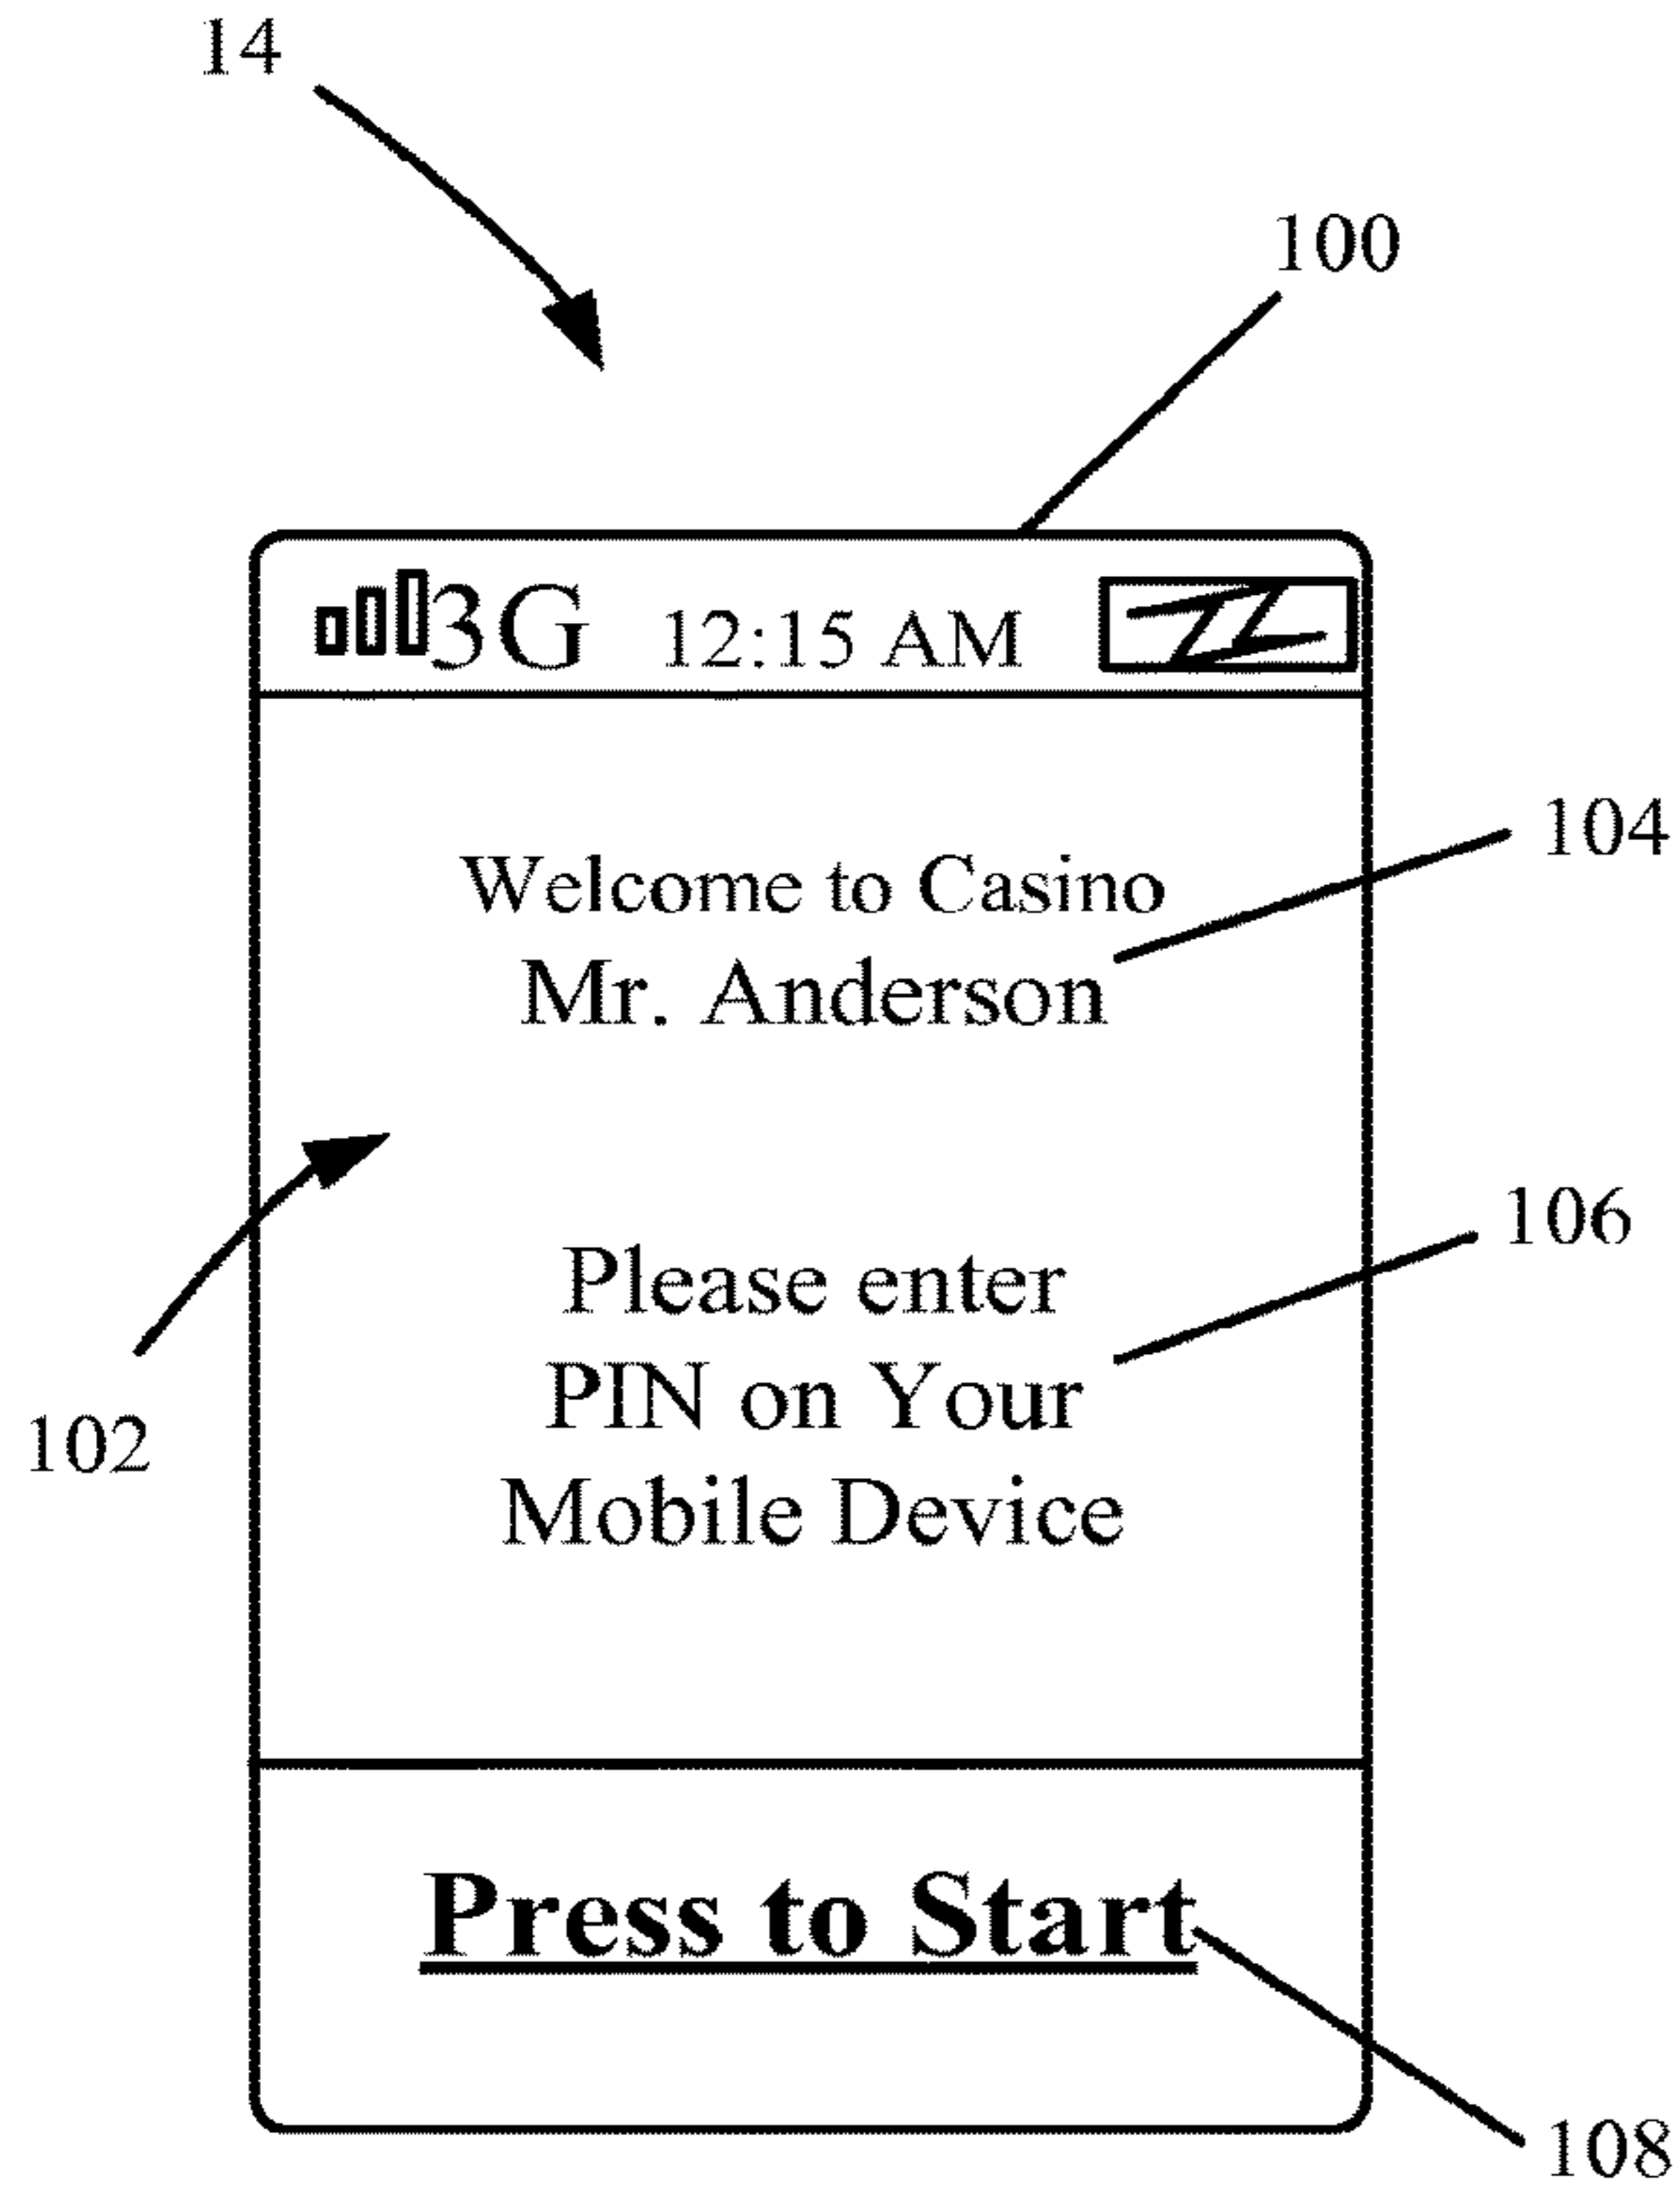 14
100
3G 12:15 AM
104
Welcome to Casino
Mr. Anderson
106
Please enter
PIN on Your
102
Mobile Device
Press to Start
108